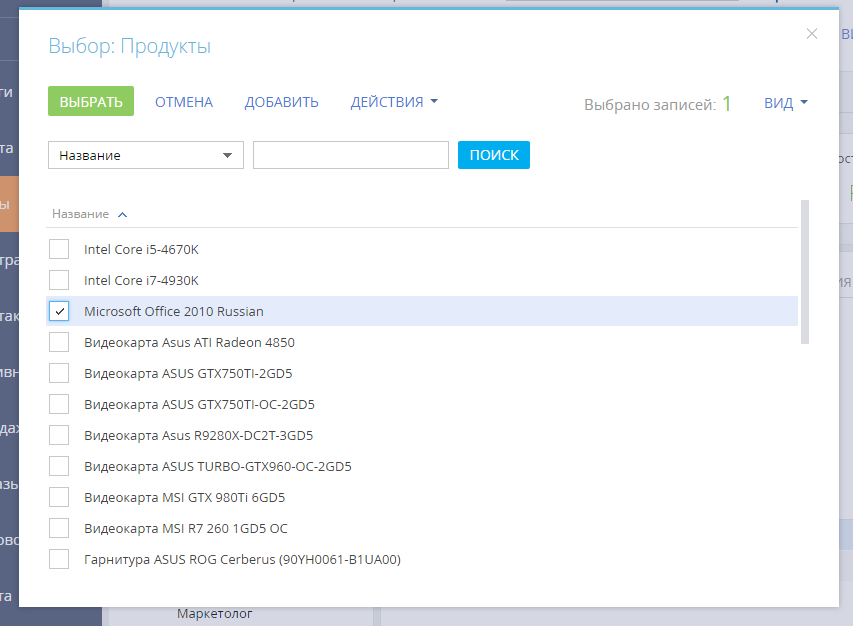 Выбор: Продукты
ВЫБРАТЬ ОТМЕНА ДОБАВИТЬ ДЕЙСТВИЯ Выбрано записей: 1 ВИД
Название ПОИСК
Название
Intel Core i5-4670K
Intel Core i7-4930K
Microsoft Office 2010 Russian
Видеокарта Asus ATI Radeon 4850
Видеокарта ASUS GTX750TI-2GD5
Видеокарта ASUS GTX750TI-OC-2GD5
Видеокарта Asus R9280X-DC2T-3GD5
Видеокарта ASUS TURBO-GTX960-OC-2GD5
Видеокарта MSI GTX 980Ti 6GD5
Видеокарта MSI R7 260 1GD5 OC
Гарнитура ASUS ROG Cerberus (90YH0061-B1UA00)
Маркетолог